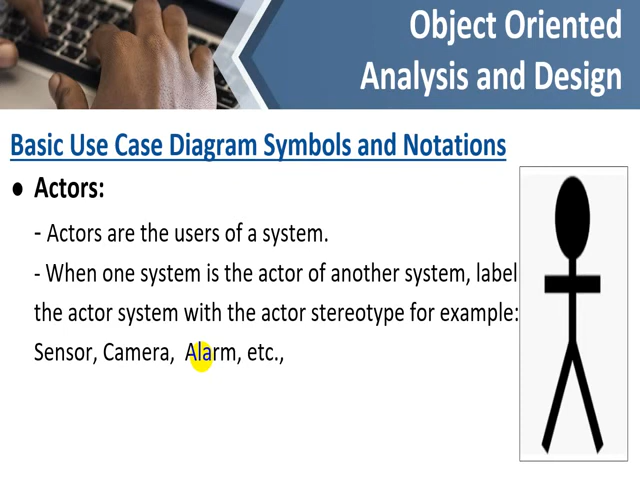 Object Oriented
Analysis and Design
Basic Use Case Diagram Symbols and Notations
● Actors:
- Actors are the users of a system.
- When one system is the actor of another system, label
the actor system with the actor stereotype for example:
Sensor, Camera, Alarm, etc.,